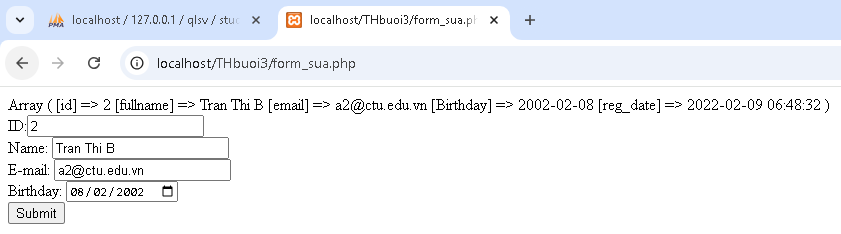 localhost / 127.0.0.1 / qlsv / stud
localhost/THbuoi3/form_sua.ph
localhost/THbuoi3/form_sua.php
Array ( [id] => 2 [fullname] => Tran Thi B [email] => a2@ctu.edu.vn [Birthday] => 2002-02-08 [reg_date] => 2022-02-09 06:48:32 )
ID: 2
Name: Tran Thi B
E-mail: a2@ctu.edu.vn
Birthday: 08/02/2002
Submit